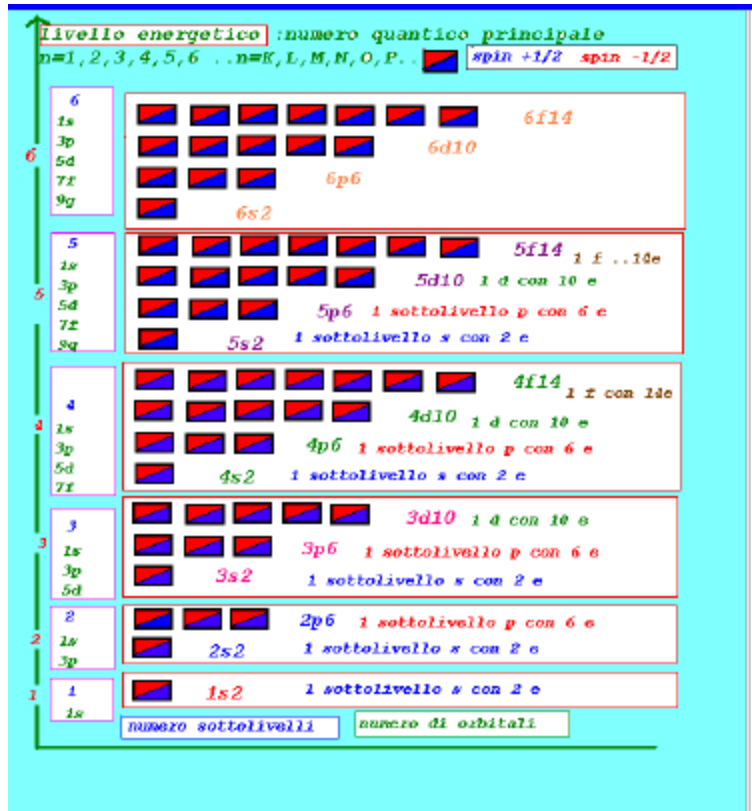 livello energetico :numero quantico principale
n=1,2,3,4,5,6 ..n=K,L,M,N,O,P.. spin +1/2 spin -1/2
6
6
1s
3p
5d
7f
9g
6f14
6d10
6p6
6s2
5
5
1s
3p
5d
7f
9g
5f14 1 f ..14e
5d10 1 d con 10 e
5p6 1 sottolivello p con 6 e
5s2 1 sottolivello s con 2 e
4
4
1s
3p
5d
7f
4f14 1 f con 14e
4d10 1 d con 10 e
4p6 1 sottolivello p con 6 e
4s2 1 sottolivello s con 2 e
3
3
1s
3p
5d
3d10 1 d con 10 e
3p6 1 sottolivello p con 6 e
3s2 1 sottolivello s con 2 e
2
2
1s
3p
2p6 1 sottolivello p con 6 e
2s2 1 sottolivello s con 2 e
1
1
1s
1s2 1 sottolivello s con 2 e
numero sottolivelli numero di orbitali